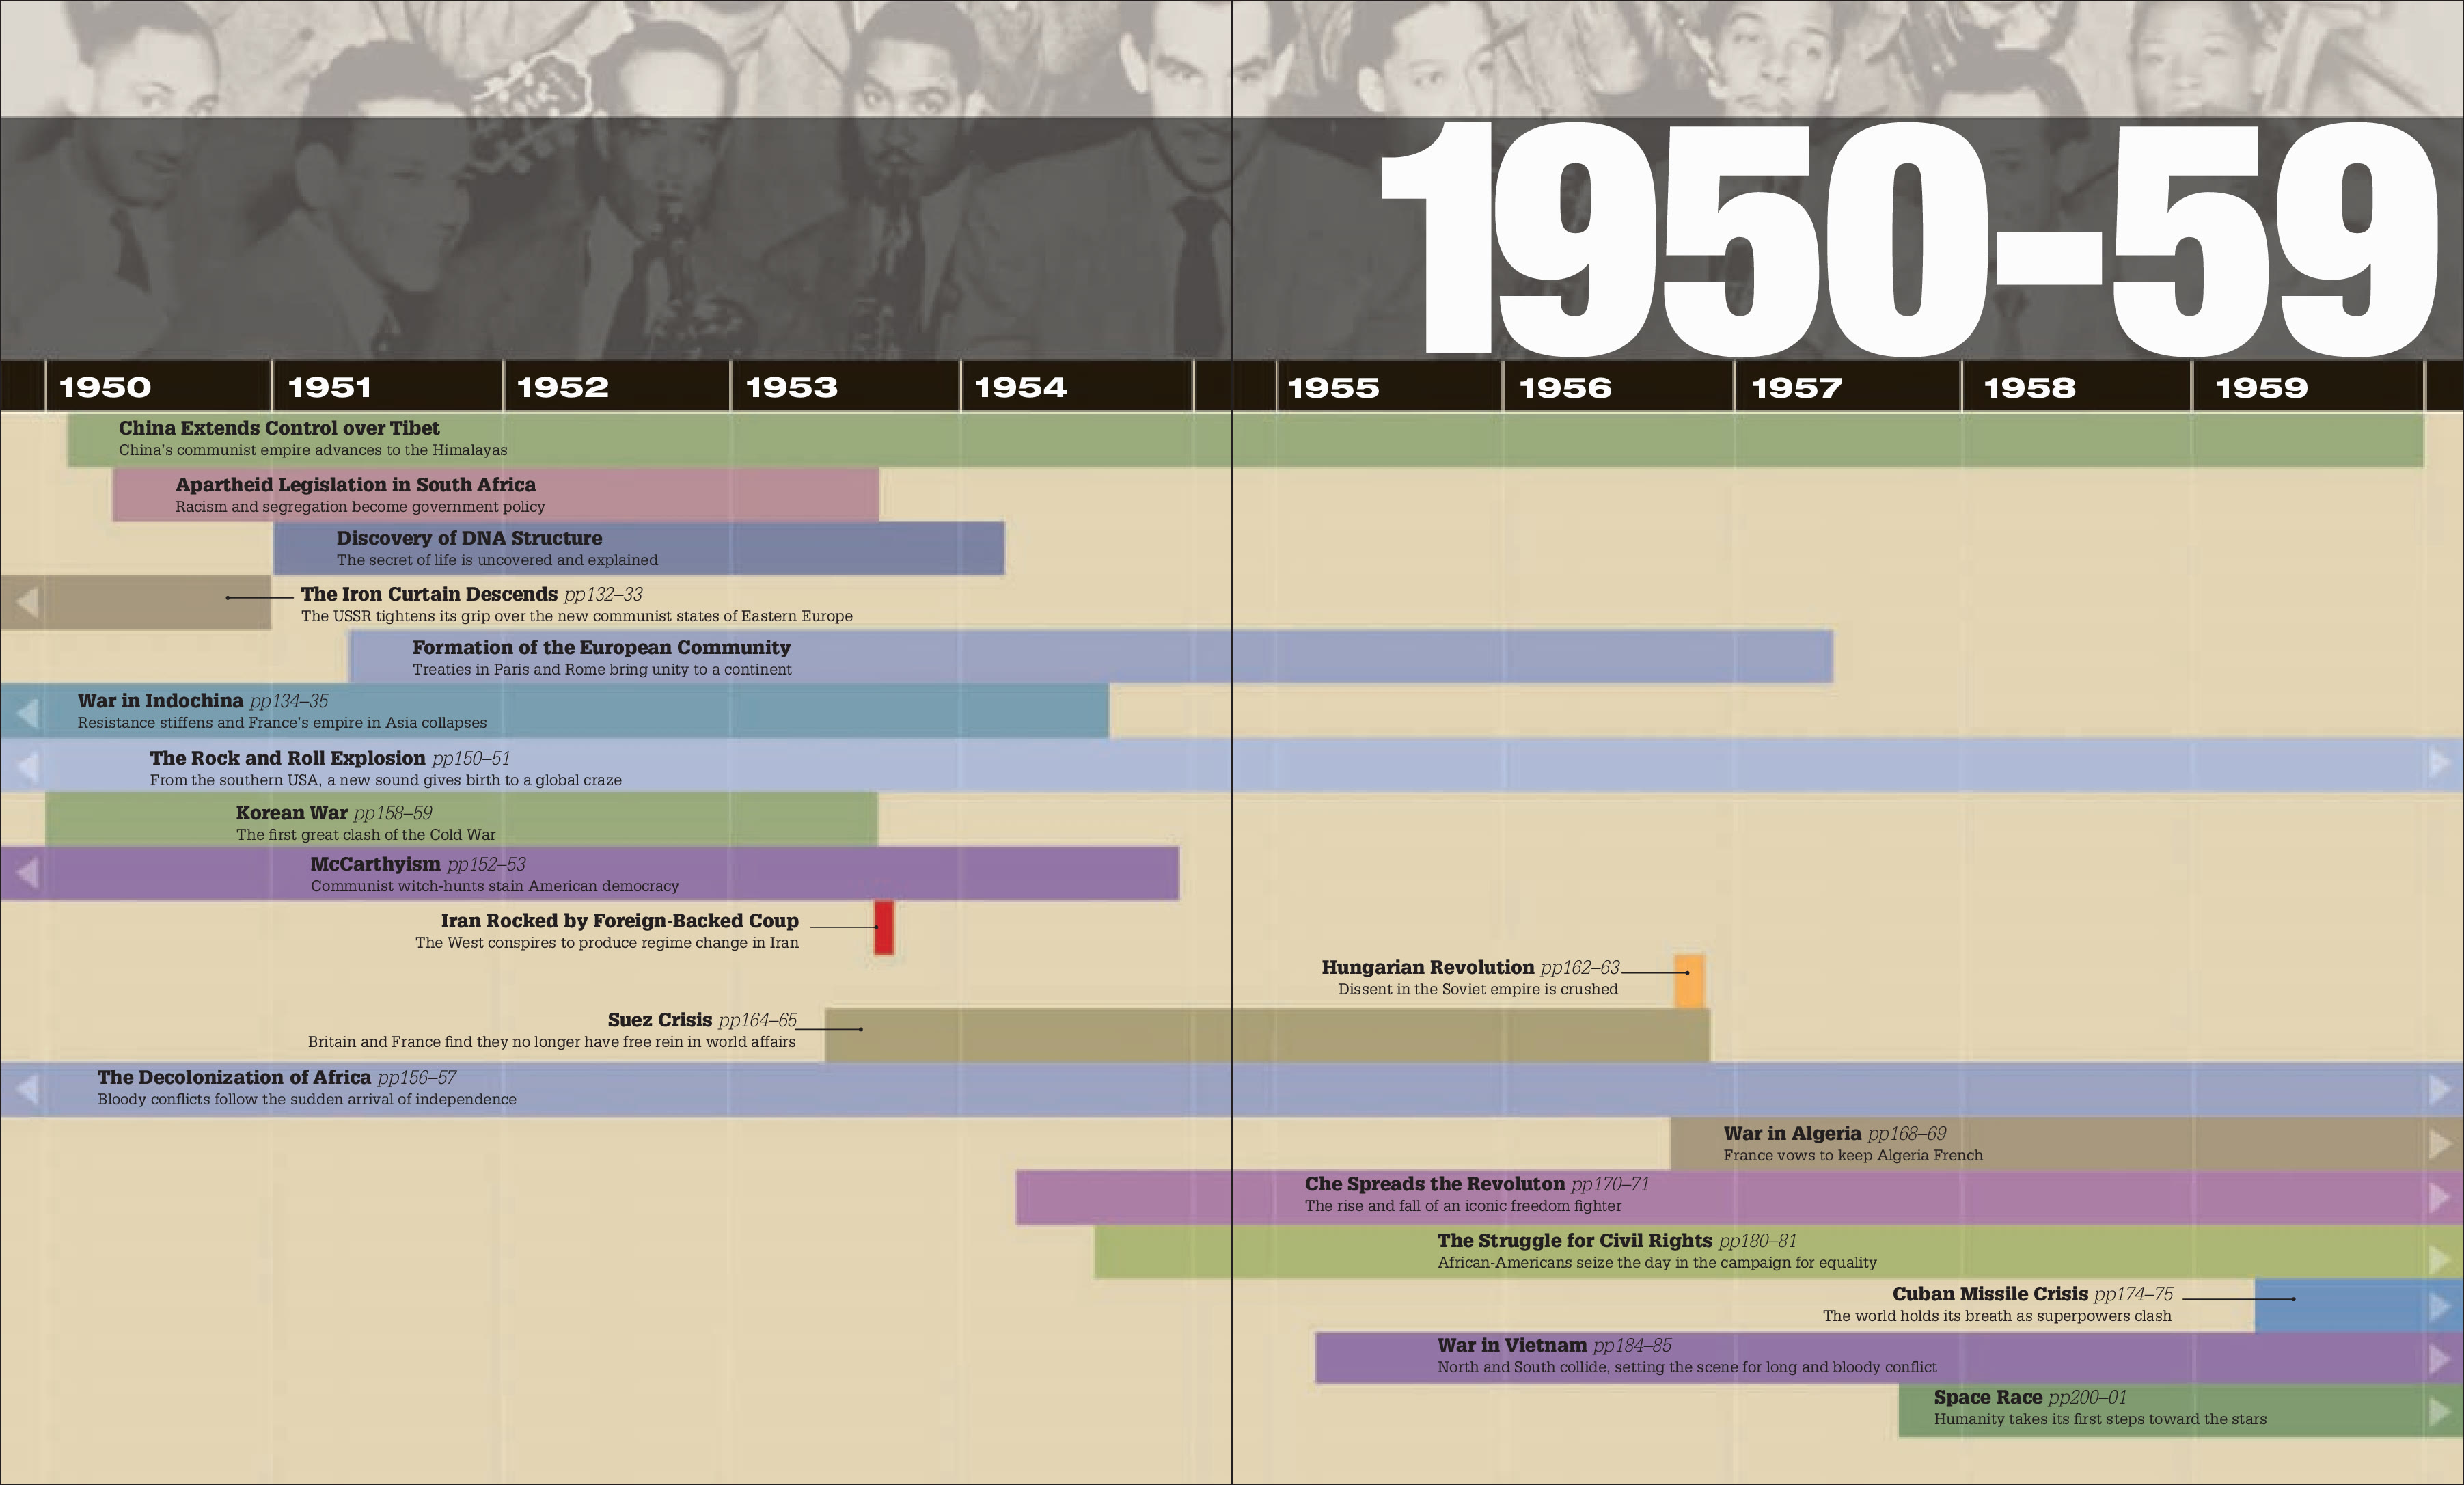 1950-59
1950 1951 1952 1953 1954 1955 1956 1957 1958 1959
China Extends Control over Tibet
China's communist empire advances to the Himalayas
Apartheid Legislation in South Africa
Racism and segregation become government policy
Discovery of DNA Structure
The secret of life is uncovered and explained
The Iron Curtain Descends pp132–33
The USSR tightens its grip over the new communist states of Eastern Europe
Formation of the European Community
Treaties in Paris and Rome bring unity to a continent
War in Indochina pp134–35
Resistance stiffens and France's empire in Asia collapses
The Rock and Roll Explosion pp150–51
From the southern USA, a new sound gives birth to a global craze
Korean War pp158–59
The first great clash of the Cold War
McCarthyism pp152–53
Communist witch-hunts stain American democracy
Iran Rocked by Foreign-Backed Coup
The West conspires to produce regime change in Iran
Hungarian Revolution pp162–63
Dissent in the Soviet empire is crushed
Suez Crisis pp164–65
Britain and France find they no longer have free rein in world affairs
The Decolonization of Africa pp156–57
Bloody conflicts follow the sudden arrival of independence
War in Algeria pp168–69
France vows to keep Algeria French
Che Spreads the Revoluton pp170–71
The rise and fall of an iconic freedom fighter
The Struggle for Civil Rights pp180–81
African-Americans seize the day in the campaign for equality
Cuban Missile Crisis pp174–75
The world holds its breath as superpowers clash
War in Vietnam pp184–85
North and South collide, setting the scene for long and bloody conflict
Space Race pp200–01
Humanity takes its first steps toward the stars